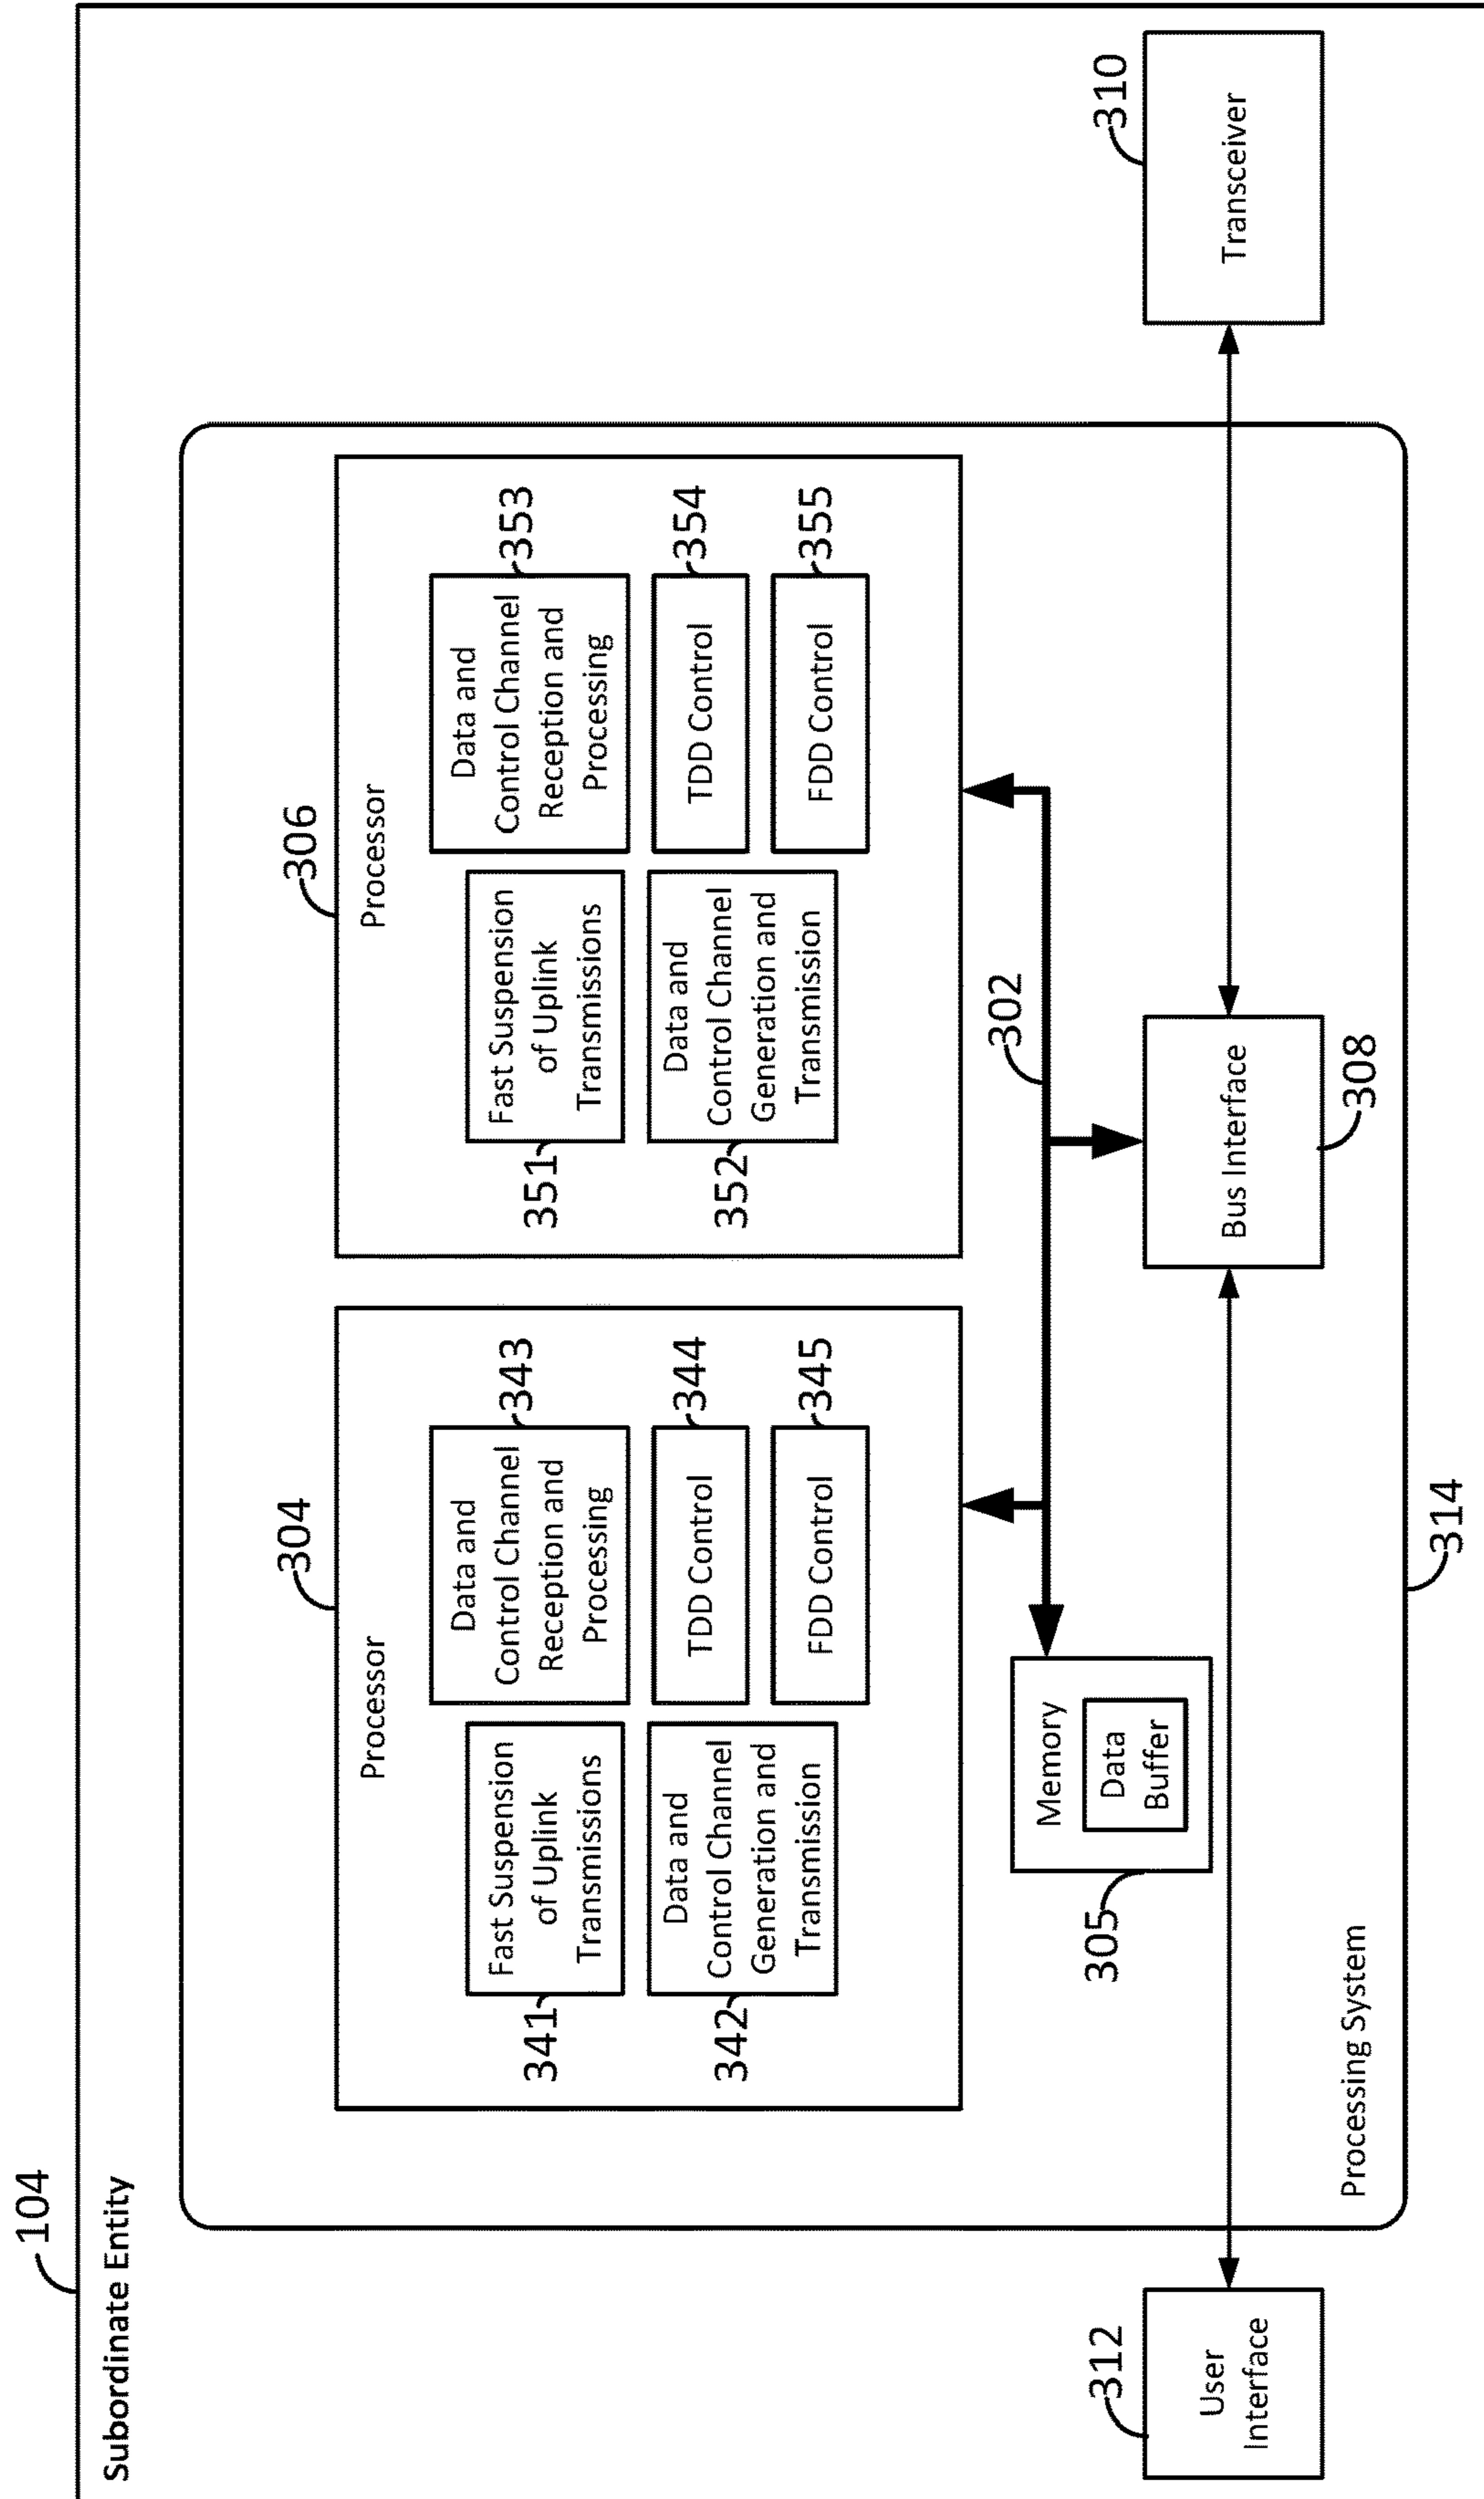 104
Subordinate Entity
304
Processor
341
Fast Suspension
of Uplink
Transmissions
Data and
Control Channel
Reception and
Processing
343
342
Data and
Control Channel
Generation and
Transmission
TDD Control
344
FDD Control
345
306
Processor
351
Fast Suspension
of Uplink
Transmissions
Data and
Control Channel
Reception and
Processing
353
352
Data and
Control Channel
Generation and
Transmission
TDD Control
354
FDD Control
355
302
305
Memory
Data
Buffer
312
User
Interface
Bus Interface
308
310
Transceiver
Processing System
314